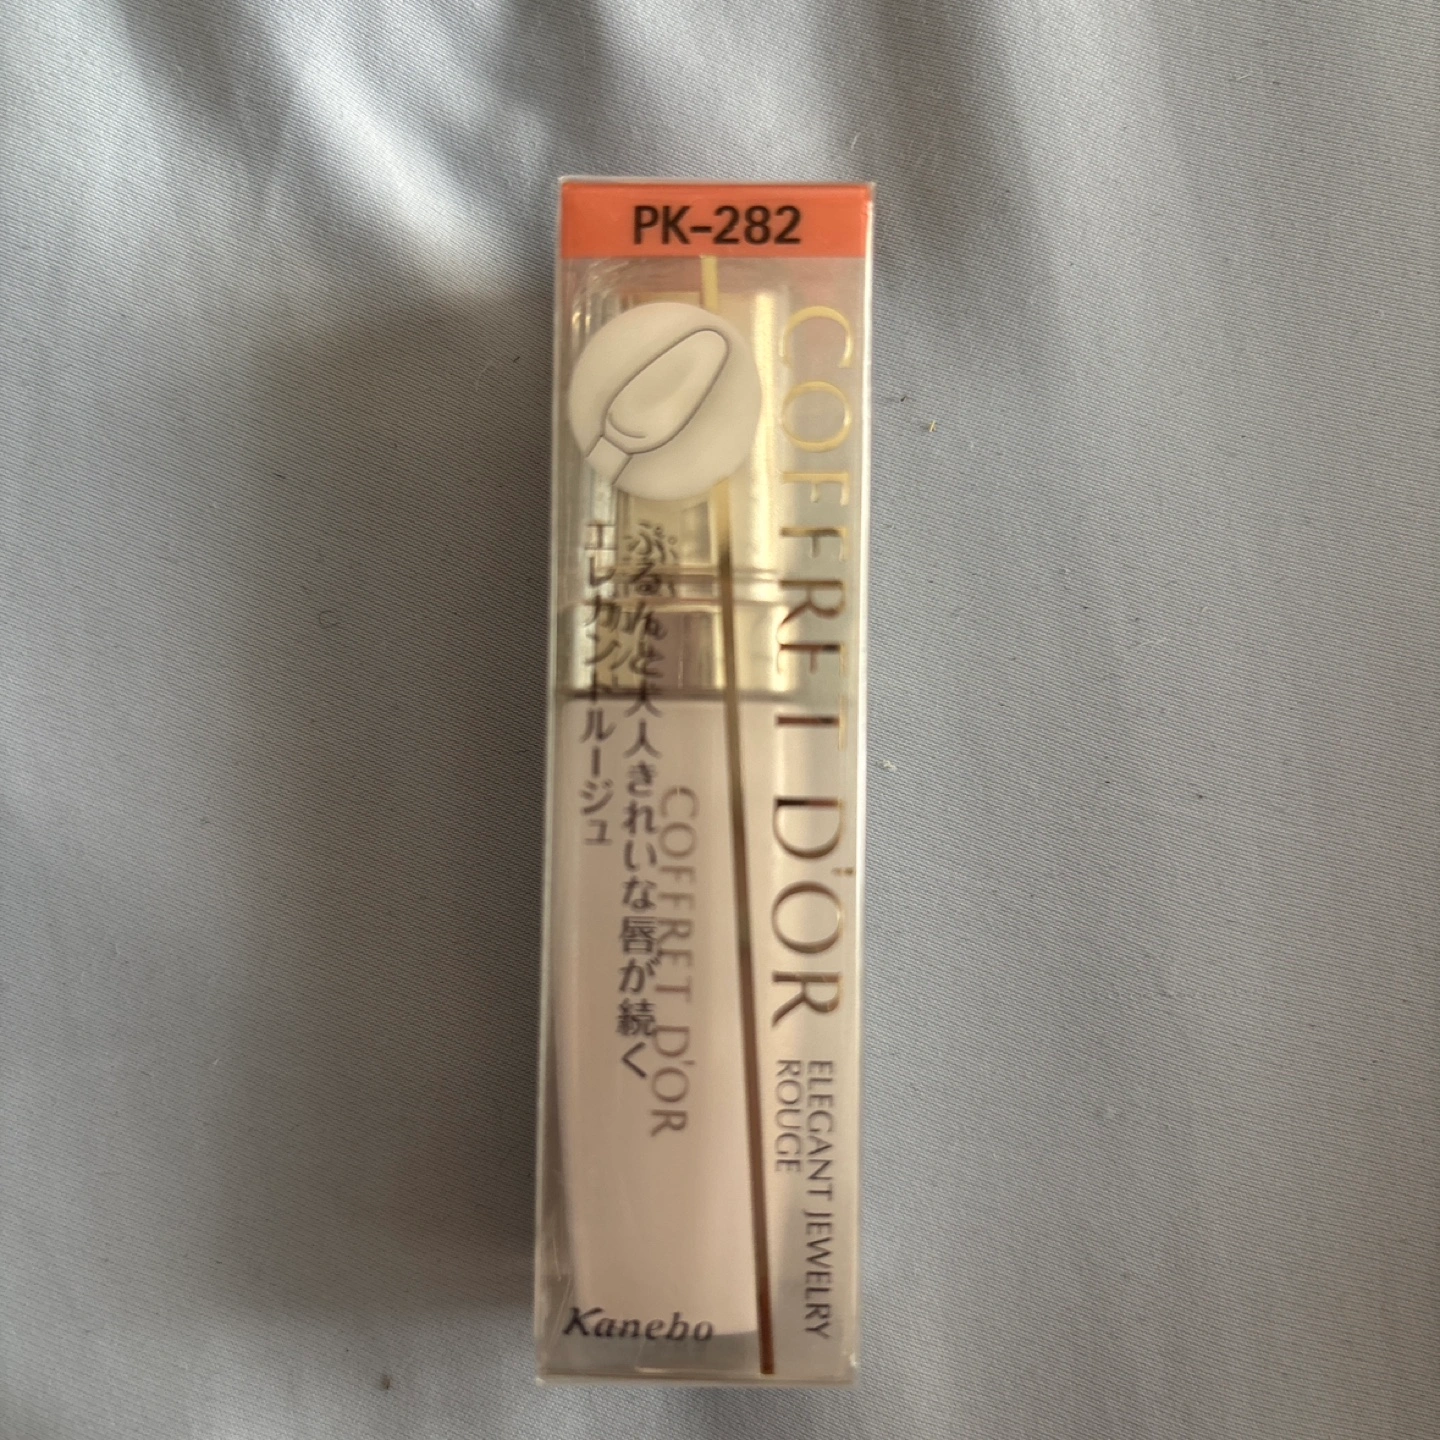 PK-282
COFFRET D'OR
ELEGANT JEWELRY
ROUGE
ぷるんと大人きれいな唇が続く
エレガントルージュ
COFFRET D'OR
Kanebo